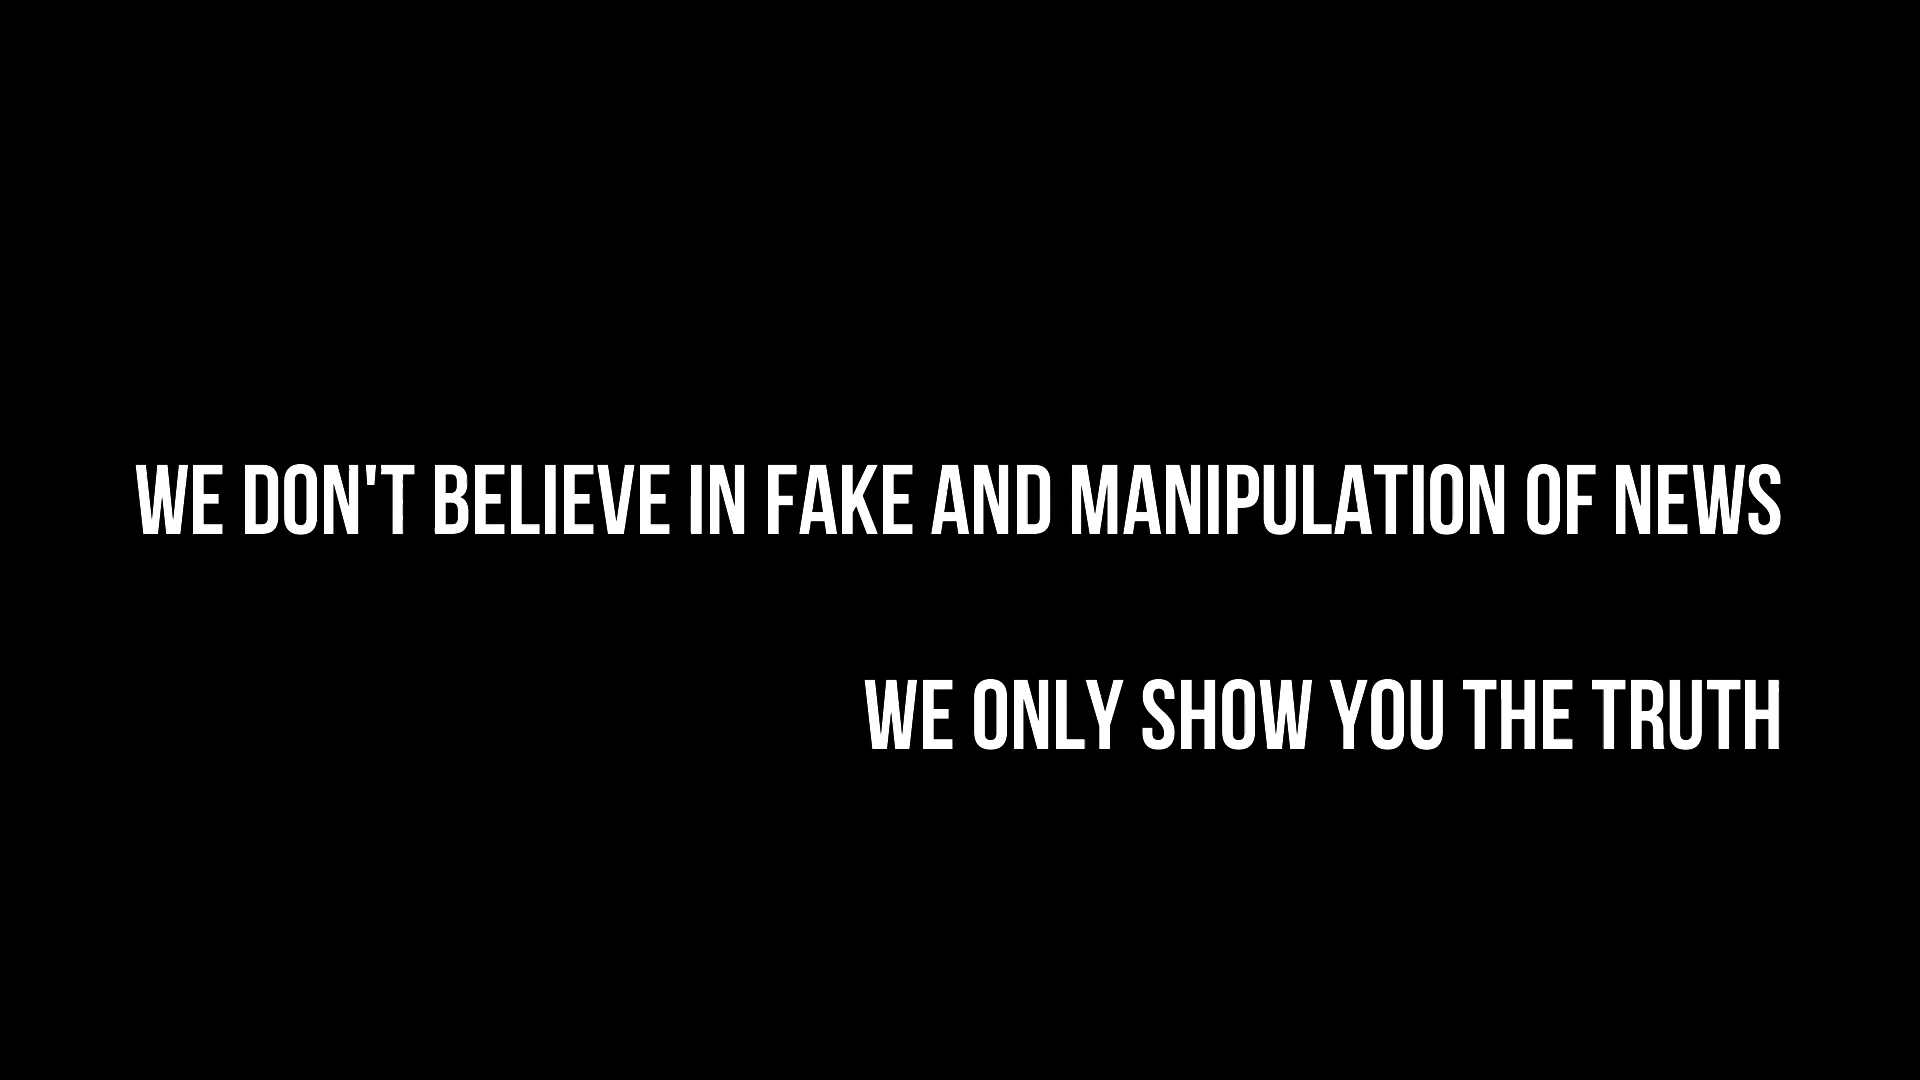 WE DON'T BELIEVE IN FAKE AND MANIPULATION OF NEWS
WE ONLY SHOW YOU THE TRUTH